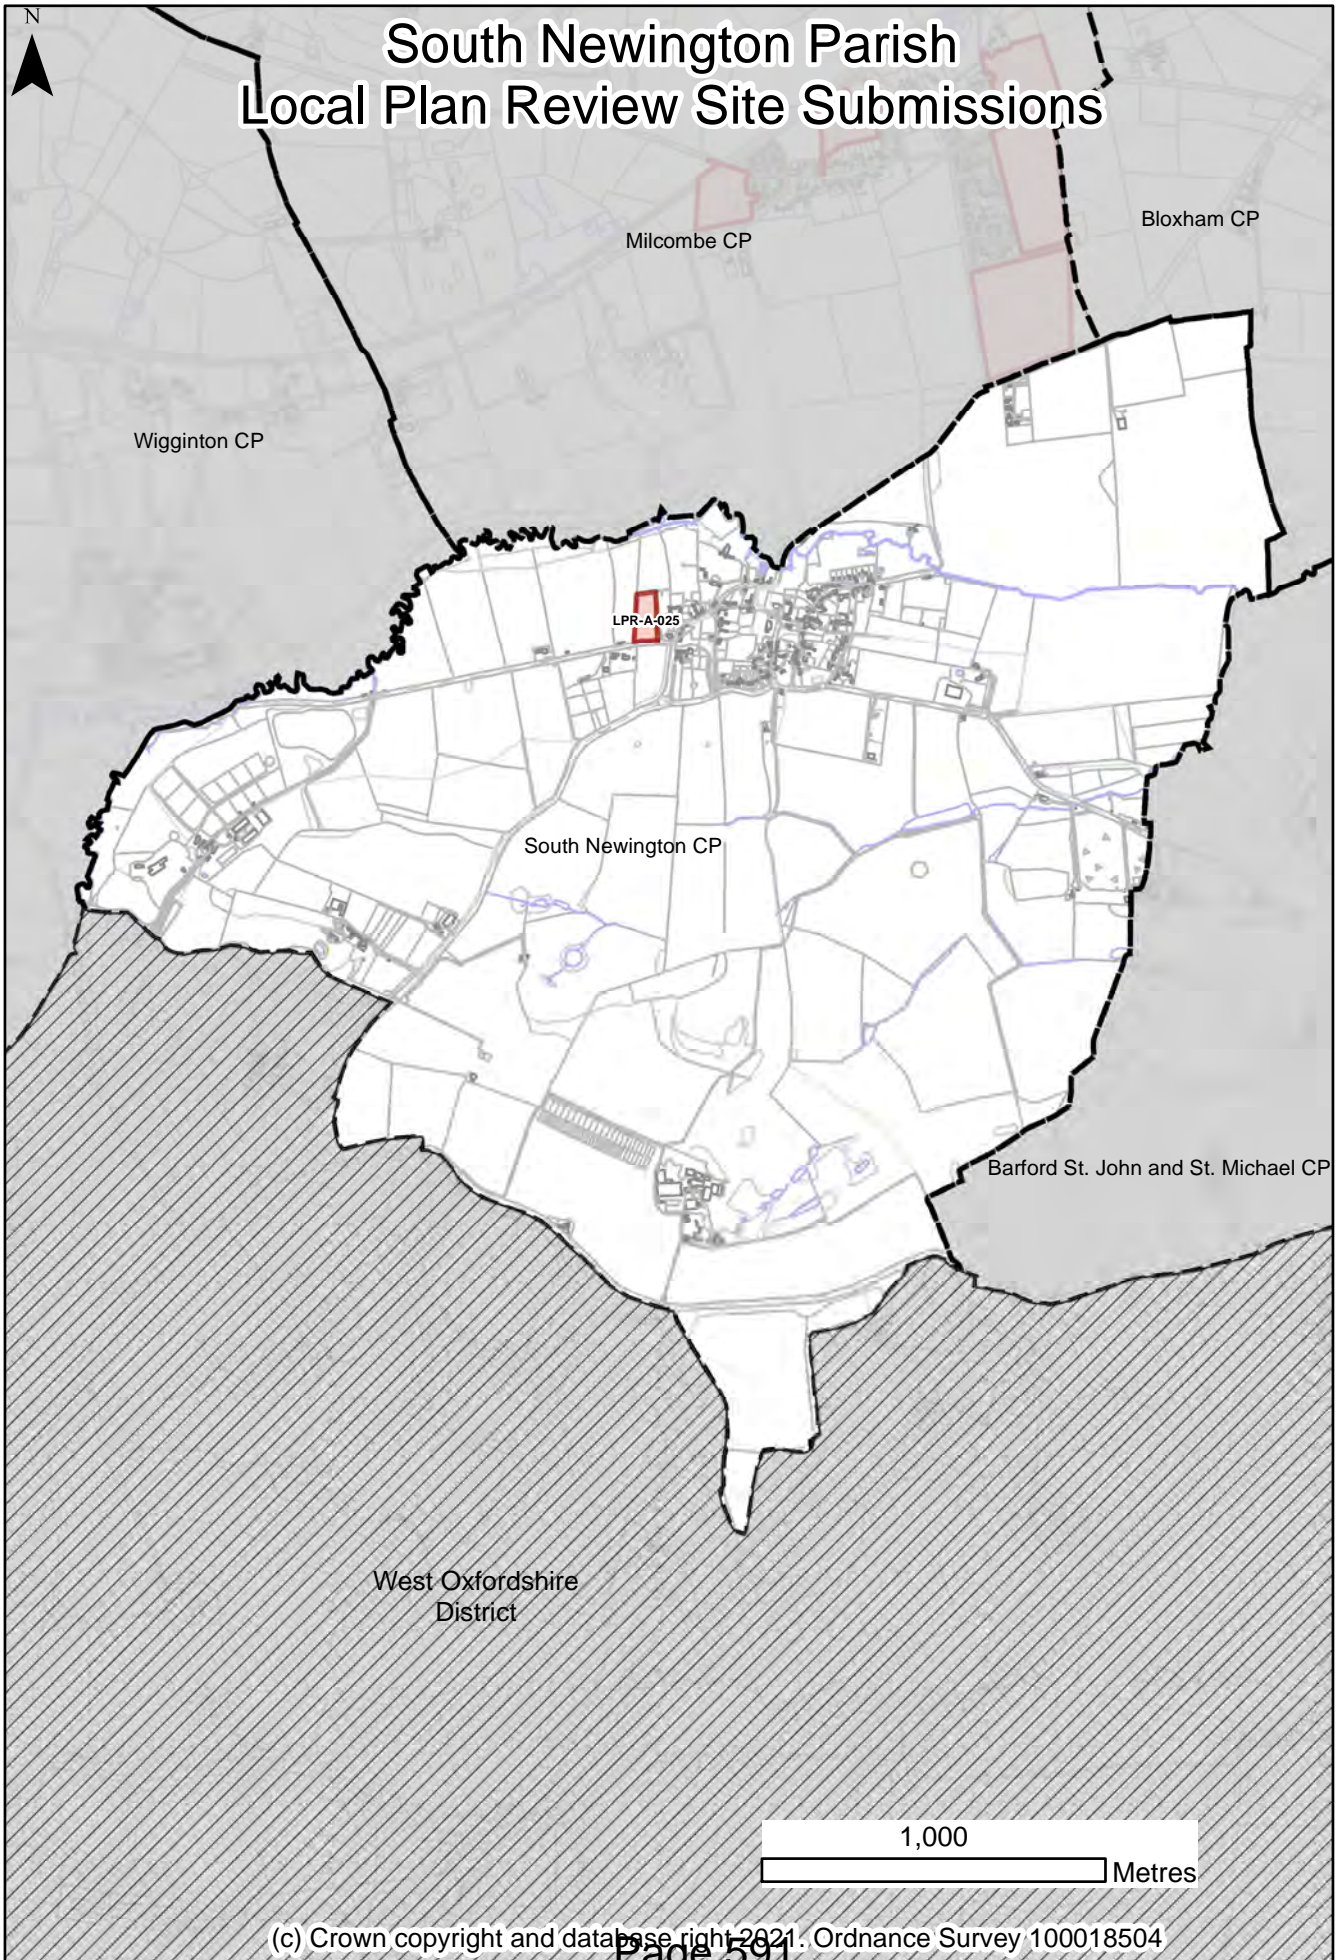 N
South Newington Parish
Local Plan Review Site Submissions
Bloxham CP
Milcombe CP
Wigginton CP
LPR-A-025
South Newington CP
Barford St. John and St. Michael CP
West Oxfordshire
District
1,000
Metres
(c) Crown copyright and database right 2021. Ordnance Survey 100018504
Page 591